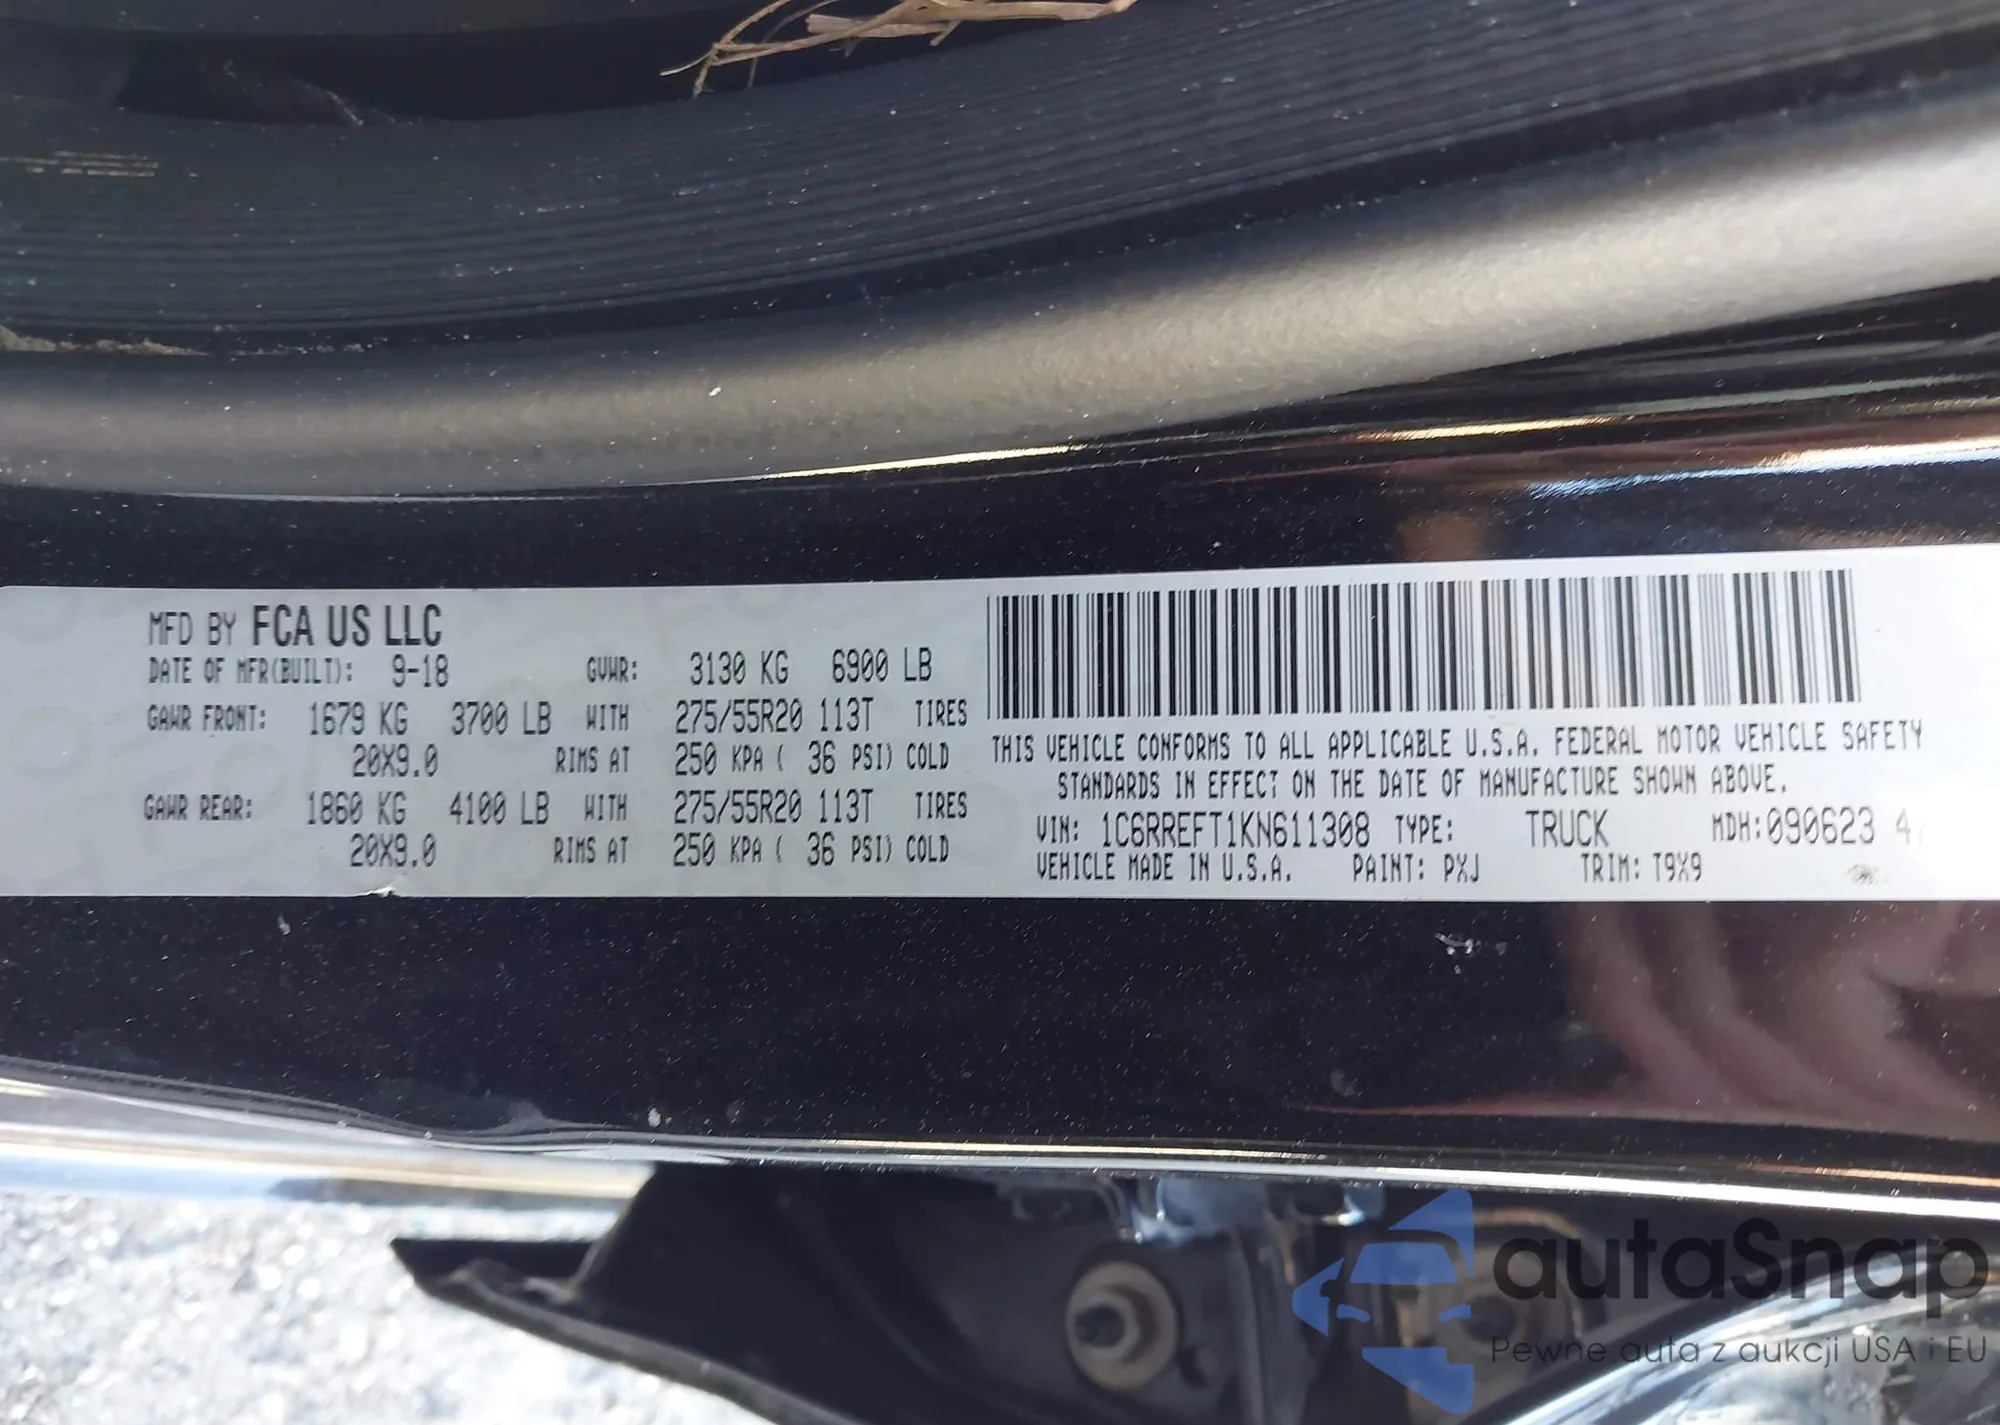 MFD BY FCA US LLC
DATE OF MFR(BUILT): 9-18 GVWR: 3130 KG 6900 LB
GAWR FRONT: 1679 KG 3700 LB WITH 275/55R20 113T TIRES
20X9.0 RIMS AT 250 KPA ( 36 PSI) COLD
GAWR REAR: 1860 KG 4100 LB WITH 275/55R20 113T TIRES
20X9.0 RIMS AT 250 KPA ( 36 PSI) COLD
THIS VEHICLE CONFORMS TO ALL APPLICABLE U.S.A. FEDERAL MOTOR VEHICLE SAFETY
STANDARDS IN EFFECT ON THE DATE OF MANUFACTURE SHOWN ABOVE.
VIN: 1C6RREFT1KN611308 TYPE: TRUCK MDH:090623 4
VEHICLE MADE IN U.S.A. PAINT: PXJ TRIM: T9X9
autaSnap
Pewne auta z aukcji USA i EU